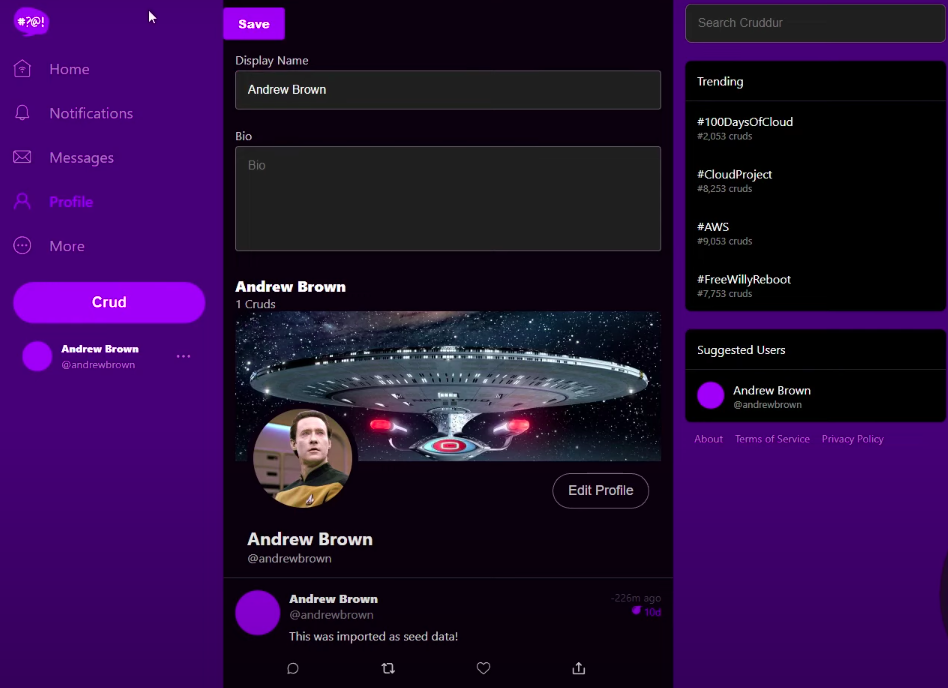 #?@!
Home
Notifications
Messages
Profile
More
Crud
Andrew Brown
@andrewbrown
Save
Display Name
Andrew Brown
Bio
Bio
Andrew Brown
1 Cruds
Edit Profile
Andrew Brown
@andrewbrown
Andrew Brown
@andrewbrown
-226m ago
10d
This was imported as seed data!
Search Cruddur
Trending
#100DaysOfCloud
#2,053 cruds
#CloudProject
#8,253 cruds
#AWS
#9,053 cruds
#FreeWillyReboot
#7,753 cruds
Suggested Users
Andrew Brown
@andrewbrown
About Terms of Service Privacy Policy